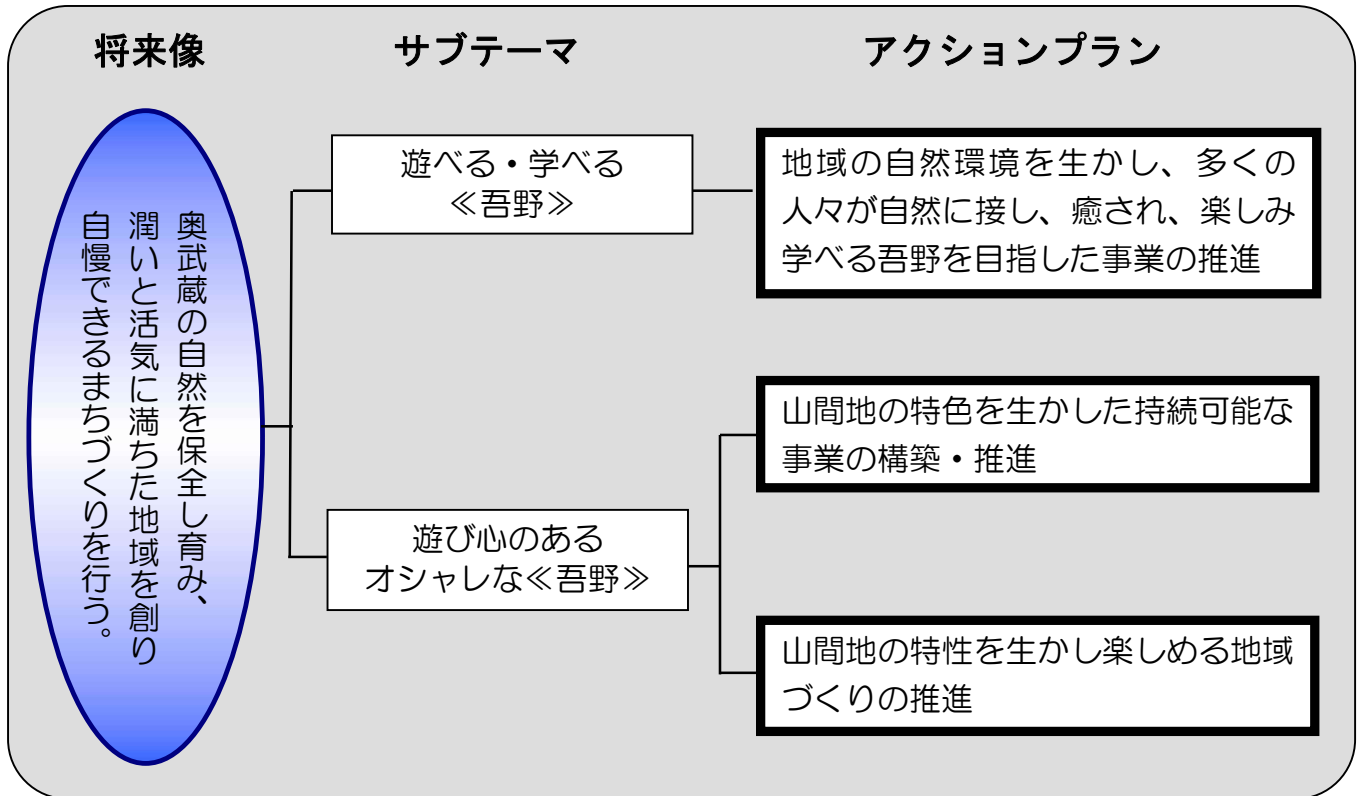 将来像
サブテーマ
アクションプラン
奥武蔵の自然を保全し育み、
潤いと活気に満ちた地域を創り
自慢できるまちづくりを行う。
遊べる・学べる
≪吾野≫
地域の自然環境を生かし、多くの
人々が自然に接し、癒され、楽しみ
学べる吾野を目指した事業の推進
遊び心のある
オシャレな≪吾野≫
山間地の特色を生かした持続可能な
事業の構築・推進
山間地の特性を生かし楽しめる地域
づくりの推進